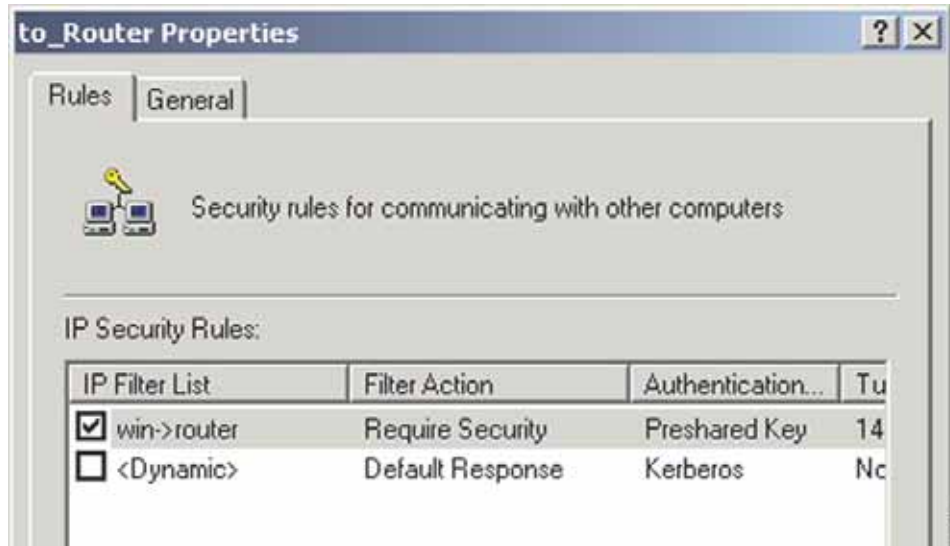 to_Router Properties
Rules General
Security rules for communicating with other computers
IP Security Rules:
IP Filter List Filter Action Authentication... Tu
win->router Require Security Preshared Key 14
<Dynamic> Default Response Kerberos No